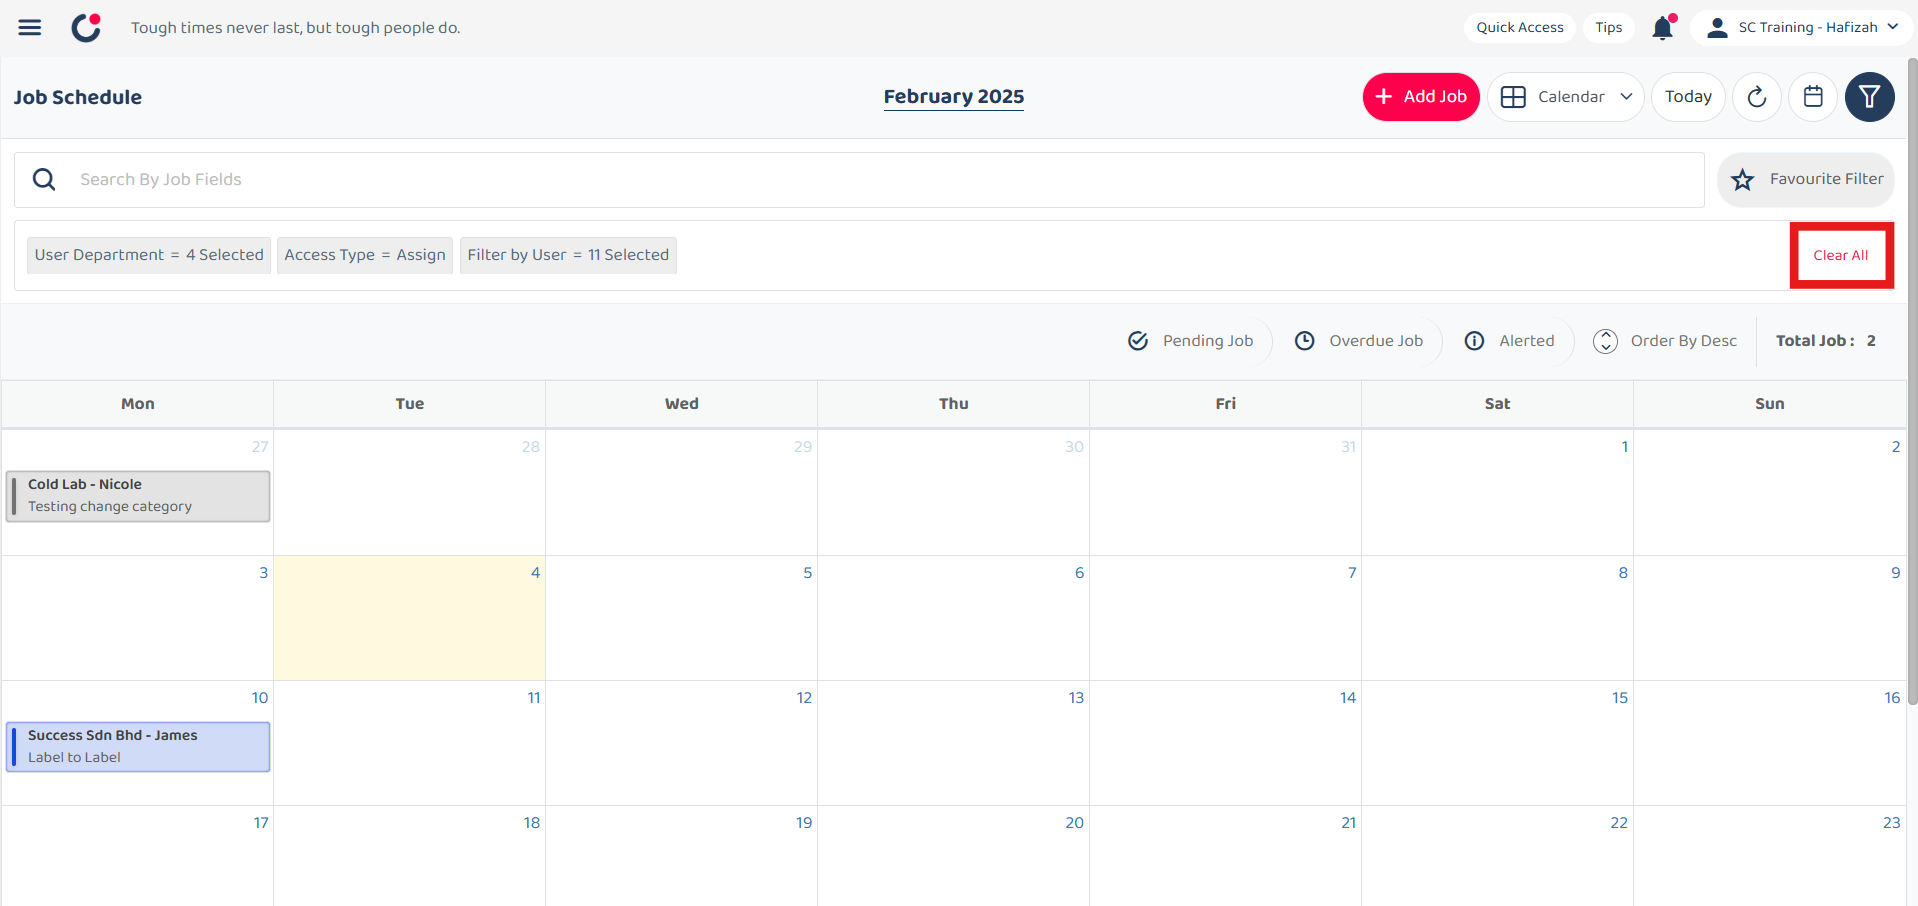 Tough times never last, but tough people do.
Quick Access
Tips
SC Training - Hafizah
Job Schedule
February 2025
+ Add Job
Calendar
Today
Search By Job Fields
Favourite Filter
User Department = 4 Selected
Access Type = Assign
Filter by User = 11 Selected
Clear All
Pending Job
Overdue Job
Alerted
Order By Desc
Total Job : 2
Mon Tue Wed Thu Fri Sat Sun
27 28 29 30 31 1 2
Cold Lab - Nicole
Testing change category
3 4 5 6 7 8 9
10 11 12 13 14 15 16
Success Sdn Bhd - James
Label to Label
17 18 19 20 21 22 23